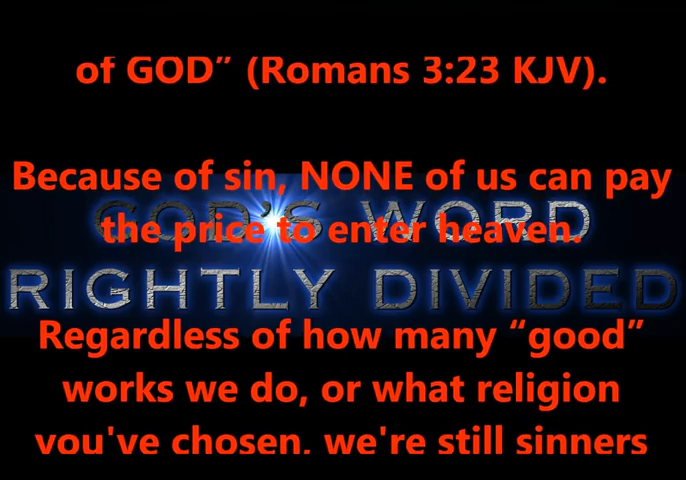 of GOD” (Romans 3:23 KJV).
Because of sin, NONE of us can pay
the price to enter heaven.
GOD'S WORD
RIGHTLY DIVIDED
Regardless of how many “good”
works we do, or what religion
you've chosen, we're still sinners